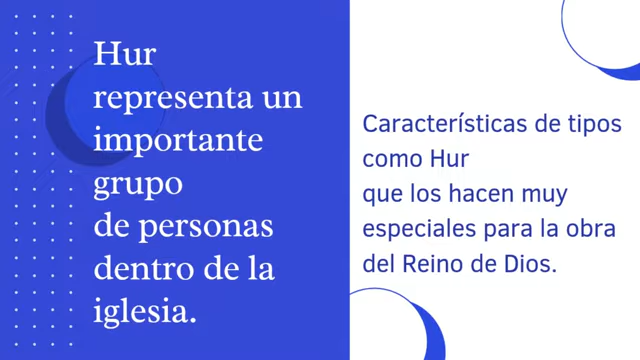 Hur
representa un
importante
grupo
de personas
dentro de la
iglesia.
Características de tipos
como Hur
que los hacen muy
especiales para la obra
del Reino de Dios.